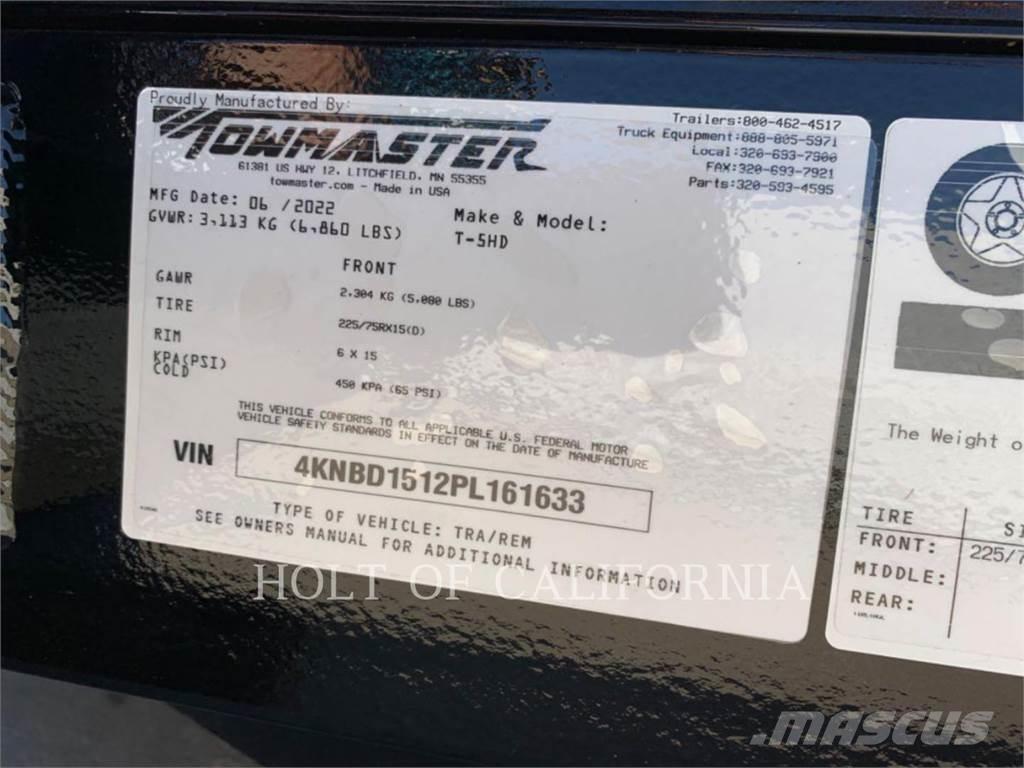 Proudly Manufactured By:
TOWMASTER
61381 US HWY 12. LITCHFIELD. MN 55355
towmaster.com - Made in USA
Trailers:800-462-4517
Truck Equipment:888-805-5971
Local:320-693-7900
FAX:320-693-7921
Parts:320-593-4595
MFG Date: 06 /2022
GVWR: 3,113 KG (6,860 LBS)
Make & Model:
T-5HD
FRONT
GAWR 2.304 KG (5,080 LBS)
TIRE 225/75RX15(D)
RIM 6 X 15
KPA(PSI) COLD 450 KPA (65 PSI)
THIS VEHICLE CONFORMS TO ALL APPLICABLE U.S. FEDERAL MOTOR
VEHICLE SAFETY STANDARDS IN EFFECT ON THE DATE OF MANUFACTURE
VIN 4KNBD1512PL161633
TYPE OF VEHICLE: TRA/REM
SEE OWNERS MANUAL FOR ADDITIONAL INFORMATION
The Weight o
TIRE SI
FRONT: 225/7
MIDDLE:
REAR:
HOLT OF CALIFORNIA
MASCUS